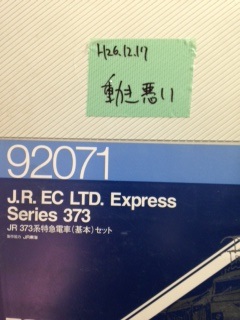 H26.12.17
動き悪い
92071
J.R. EC LTD. Express
Series 373
JR 373系特急電車(基本)セット